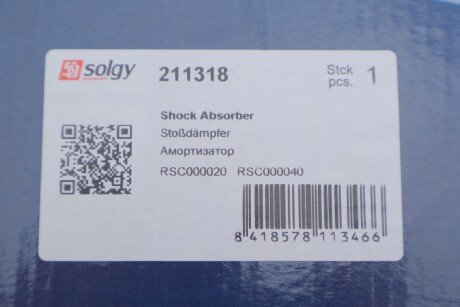 solgy
211318
Stck
pcs.
1
Shock Absorber
Stoßdämpfer
Амортизатор
RSC000020 RSC000040
8 418578 113466